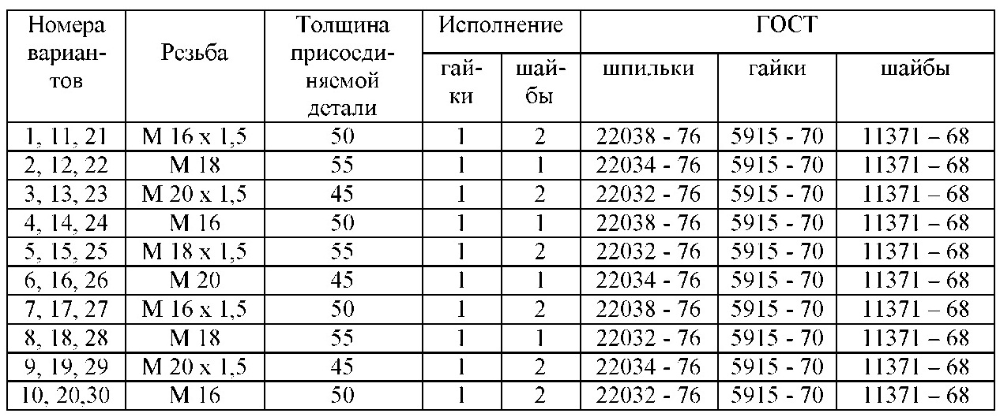 Номера вариан- тов Резьба Толщина присоеди- няемой детали Исполнение ГОСТ
гай- ки шай- бы шпильки гайки шайбы
1, 11, 21 М 16 х 1,5 50 1 2 22038 - 76 5915 - 70 11371 – 68
2, 12, 22 М 18 55 1 1 22034 - 76 5915 - 70 11371 – 68
3, 13, 23 М 20 х 1,5 45 1 2 22032 - 76 5915 - 70 11371 – 68
4, 14, 24 М 16 50 1 1 22038 - 76 5915 - 70 11371 – 68
5, 15, 25 М 18 х 1,5 55 1 2 22032 - 76 5915 - 70 11371 – 68
6, 16, 26 М 20 45 1 1 22034 - 76 5915 - 70 11371 – 68
7, 17, 27 М 16 х 1,5 50 1 2 22038 - 76 5915 - 70 11371 – 68
8, 18, 28 М 18 55 1 1 22032 - 76 5915 - 70 11371 – 68
9, 19, 29 М 20 х 1,5 45 1 2 22034 - 76 5915 - 70 11371 – 68
10, 20,30 М 16 50 1 2 22032 - 76 5915 - 70 11371 – 68